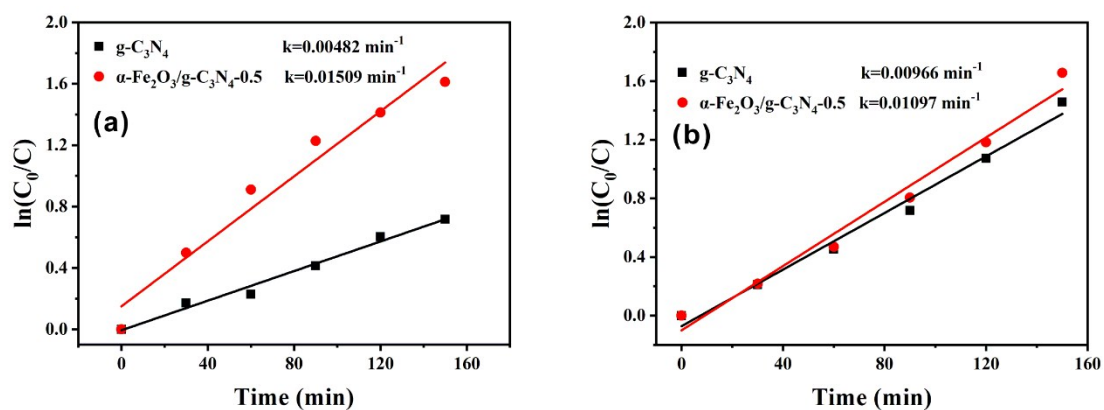 2.0
1.6
1.2
0.8
0.4
0.0
ln(C₀/C)
g-C₃N₄ k=0.00482 min⁻¹
α-Fe₂O₃/g-C₃N₄-0.5 k=0.01509 min⁻¹
(a)
0 40 80 120 160
Time (min)
2.0
1.6
1.2
0.8
0.4
0.0
ln(C₀/C)
g-C₃N₄ k=0.00966 min⁻¹
α-Fe₂O₃/g-C₃N₄-0.5 k=0.01097 min⁻¹
(b)
0 40 80 120 160
Time (min)